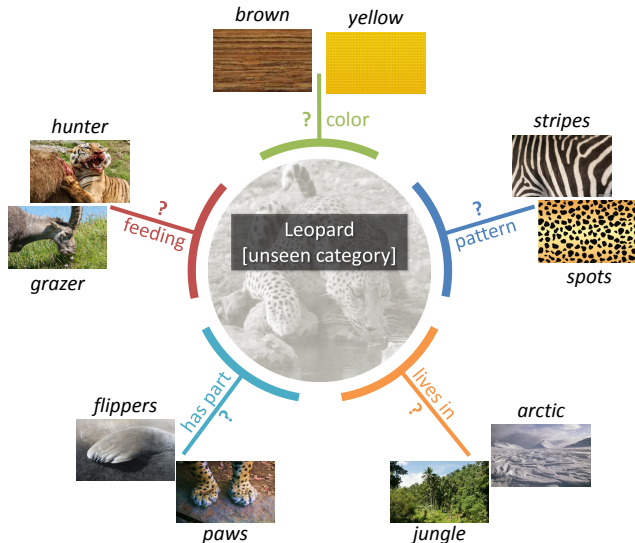 brown
yellow
? color
hunter
stripes
?
feeding
?
pattern
Leopard
[unseen category]
grazer
spots
has part
?
lives in
?
flippers
arctic
paws
jungle